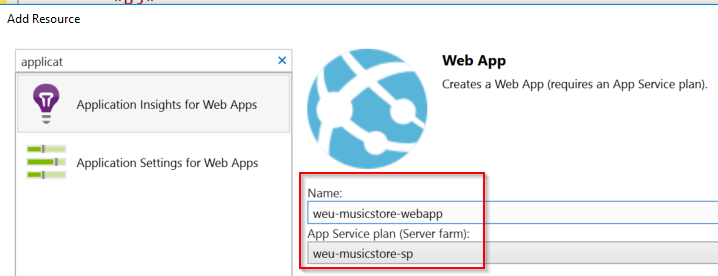 Add Resource
applicat
Application Insights for Web Apps
Application Settings for Web Apps
Web App
Creates a Web App (requires an App Service plan).
Name:
weu-musicstore-webapp
App Service plan (Server farm):
weu-musicstore-sp